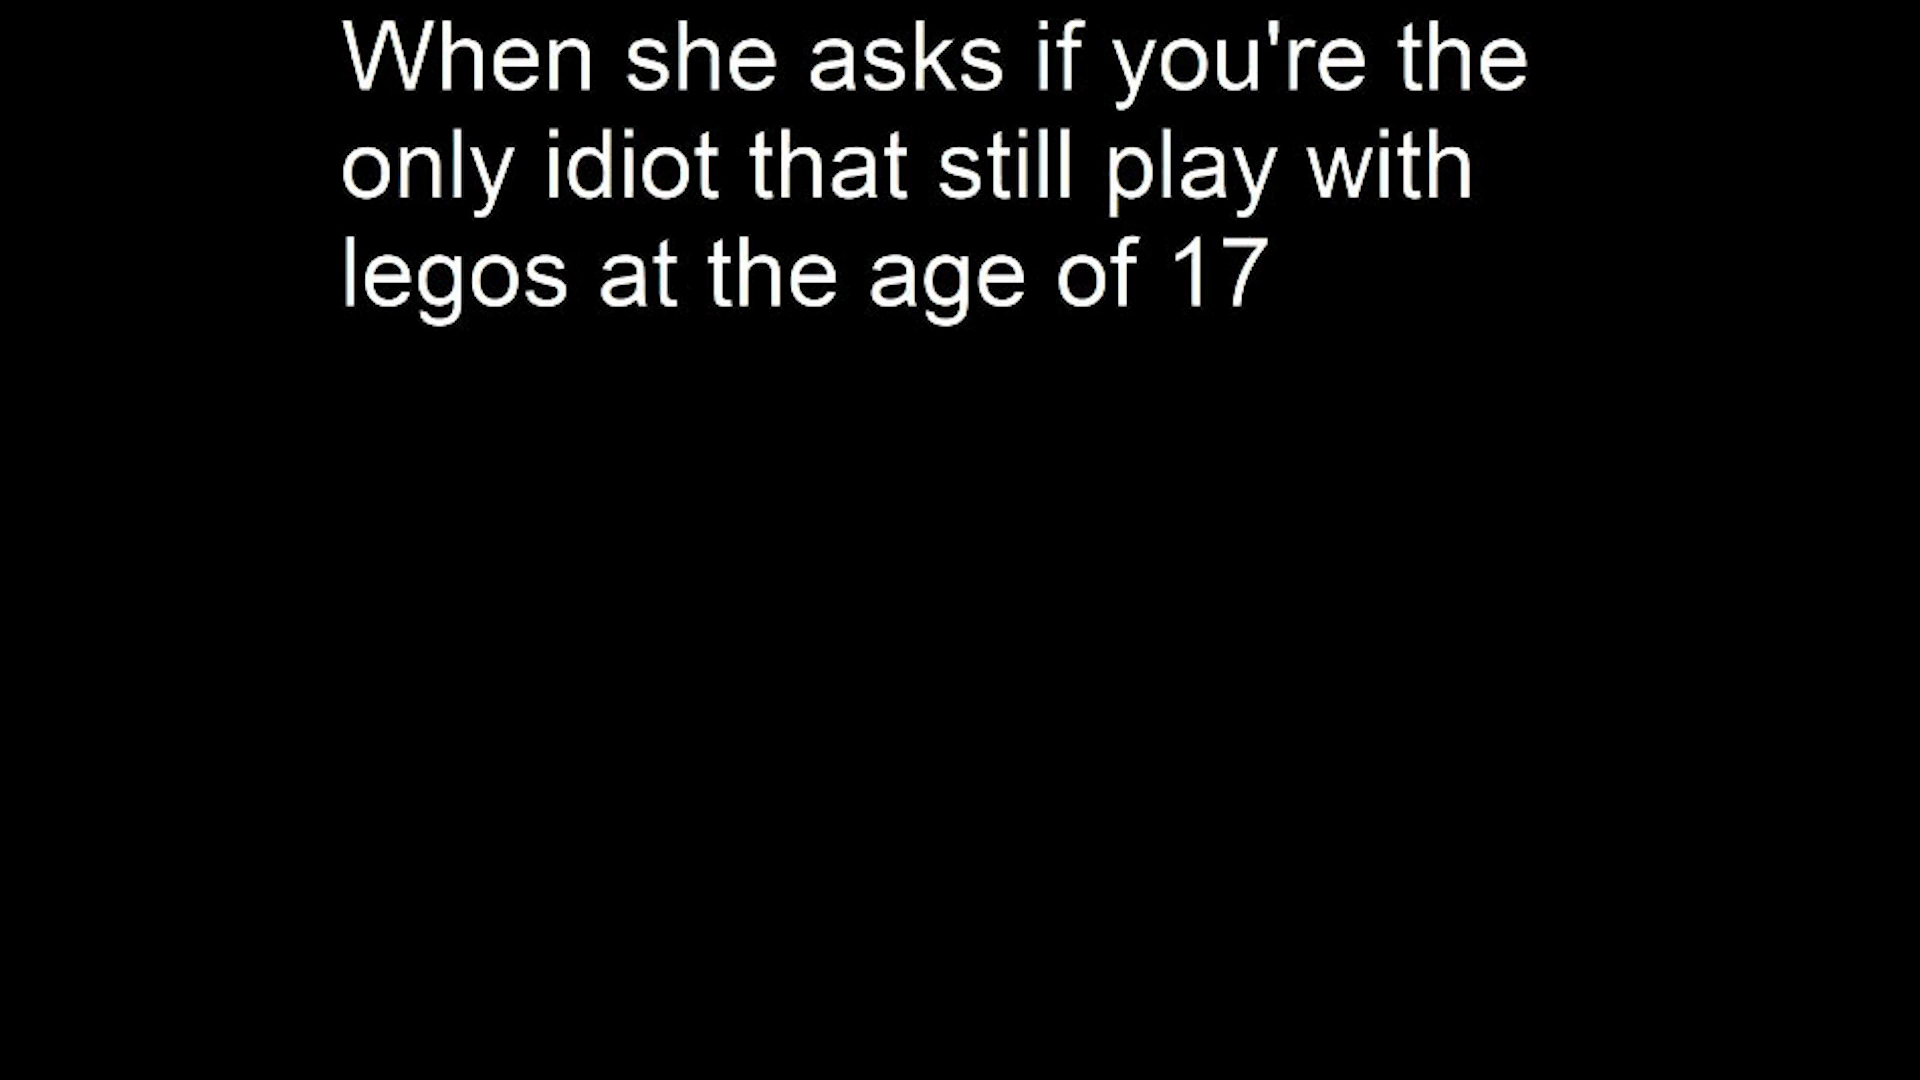 When she asks if you're the
only idiot that still play with
legos at the age of 17